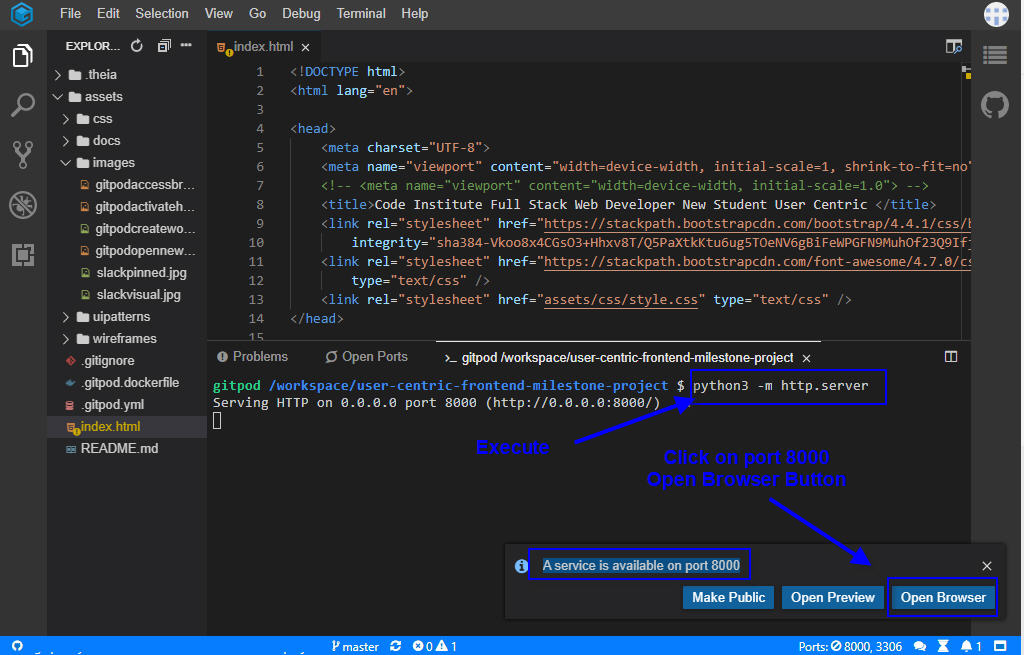 File Edit Selection View Go Debug Terminal Help
EXPLOR...
.theia
assets
css
docs
images
gitpodaccessbr...
gitpodactivateh...
gitpodcreatewo...
gitpodopennew...
slackpinned.jpg
slackvisual.jpg
uipatterns
wireframes
.gitignore
.gitpod.dockerfile
.gitpod.yml
index.html
README.md
index.html
1 <!DOCTYPE html>
2 <html lang="en">
3
4 <head>
5 <meta charset="UTF-8">
6 <meta name="viewport" content="width=device-width, initial-scale=1, shrink-to-fit=no"
7 <!-- <meta name="viewport" content="width=device-width, initial-scale=1.0"> -->
8 <title>Code Institute Full Stack Web Developer New Student User Centric </title>
9 <link rel="stylesheet" href="https://stackpath.bootstrapcdn.com/bootstrap/4.4.1/css/b
10 integrity="sha384-Vkoo8x4CGsO3+Hhxv8T/Q5PaXtkKtu6ug5TOeNV6gBiFeWPGFN9MuhOf23Q9Ifj
11 <link rel="stylesheet" href="https://stackpath.bootstrapcdn.com/font-awesome/4.7.0/cs
12 type="text/css" />
13 <link rel="stylesheet" href="assets/css/style.css" type="text/css" />
14 </head>
15
Problems Open Ports >_ gitpod /workspace/user-centric-frontend-milestone-project
gitpod /workspace/user-centric-frontend-milestone-project $ python3 -m http.server
Serving HTTP on 0.0.0.0 port 8000 (http://0.0.0.0:8000/)
Execute
Click on port 8000
Open Browser Button
A service is available on port 8000
Make Public Open Preview Open Browser
master 0 1 Ports: 8000, 3306 1